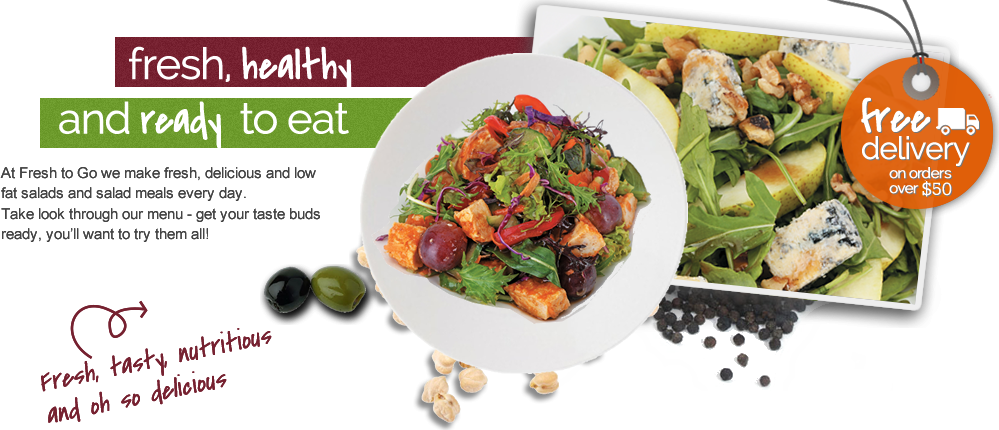 fresh, healthy
and ready to eat
At Fresh to Go we make fresh, delicious and low
fat salads and salad meals every day.
Take look through our menu - get your taste buds
ready, you'll want to try them all!
Fresh, tasty, nutritious
and oh so delicious
free
delivery
on orders
over $50